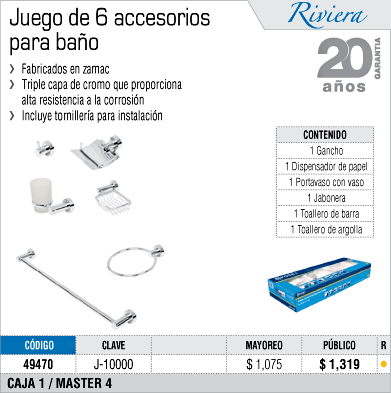 Juego de 6 accesorios
para baño
Riviera
❯ Fabricados en zamac
❯ Triple capa de cromo que proporciona
alta resistencia a la corrosión
❯ Incluye tornillería para instalación
20
años
GARANTÍA
CONTENIDO
1 Gancho
1 Dispensador de papel
1 Portavaso con vaso
1 Jabonera
1 Toallero de barra
1 Toallero de argolla
CÓDIGO CLAVE MAYOREO PÚBLICO R
49470 J-10000 $ 1,075 $ 1,319
CAJA 1 / MASTER 4